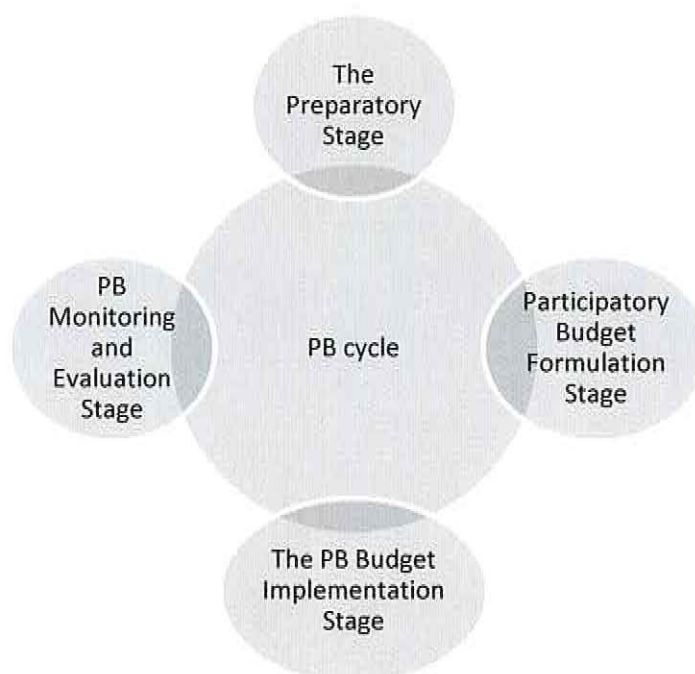 The
Preparatory
Stage
PB
Monitoring
and
Evaluation
Stage
PB cycle
Participatory
Budget
Formulation
Stage
The PB Budget
Implementation
Stage